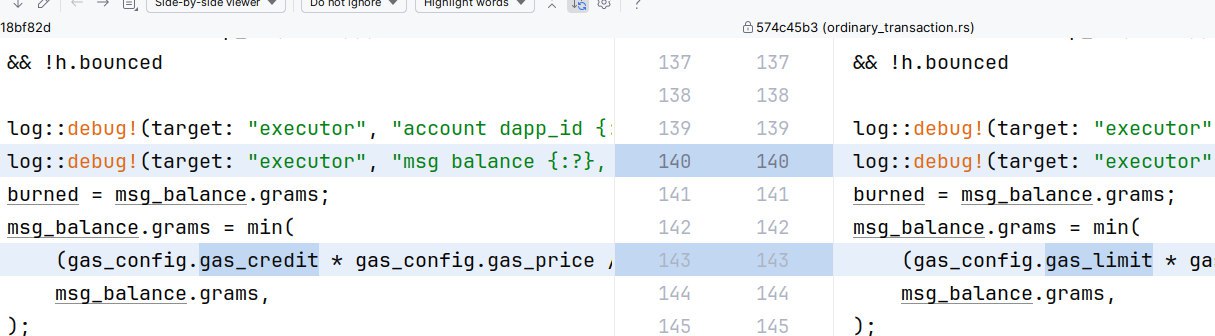 Side-by-side viewer Do not ignore Highlight words ?
18bf82d
574c45b3 (ordinary_transaction.rs)
&& !h.bounced 137 137 && !h.bounced
138 138
log::debug!(target: "executor", "account dapp_id {: 139 139 log::debug!(target: "executor"
log::debug!(target: "executor", "msg balance {:?}, 140 140 log::debug!(target: "executor"
burned = msg_balance.grams; 141 141 burned = msg_balance.grams;
msg_balance.grams = min( 142 142 msg_balance.grams = min(
(gas_config.gas_credit * gas_config.gas_price / 143 143 (gas_config.gas_limit * ga
msg_balance.grams, 144 144 msg_balance.grams,
); 145 145 );